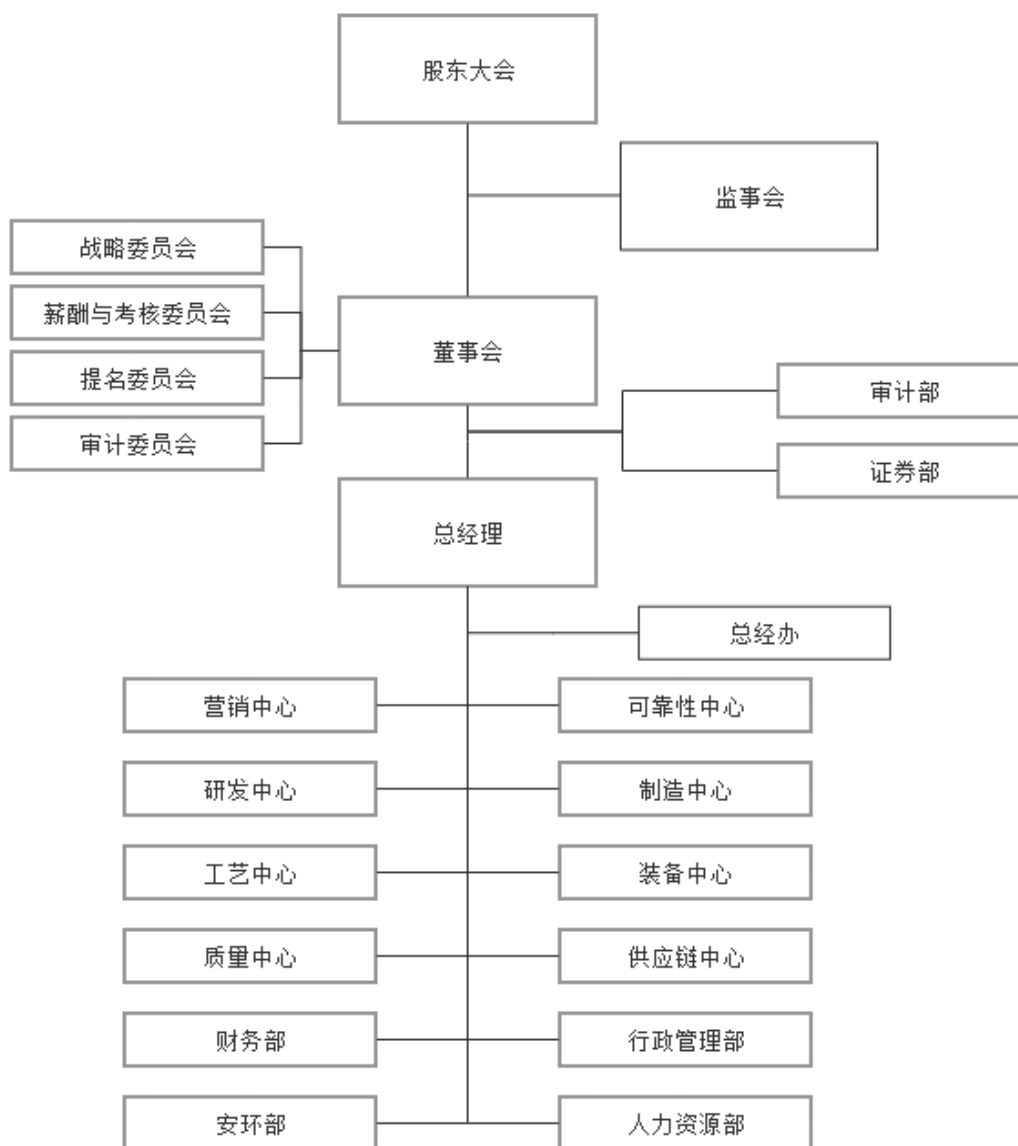 股东大会
监事会
战略委员会
薪酬与考核委员会
董事会
提名委员会
审计部
审计委员会
证券部
总经理
总经办
营销中心
可靠性中心
研发中心
制造中心
工艺中心
装备中心
质量中心
供应链中心
财务部
行政管理部
安环部
人力资源部